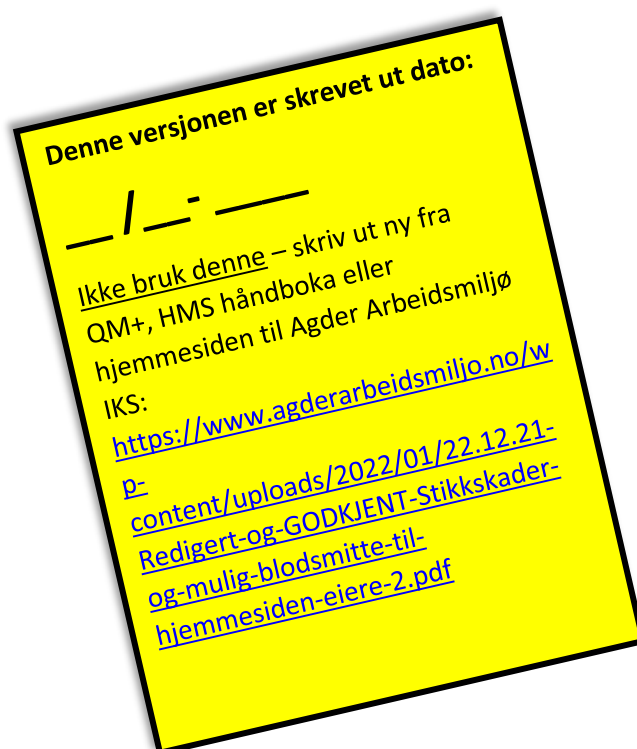 Denne versjonen er skrevet ut dato:
__ /__- ____
Ikke bruk denne – skriv ut ny fra
QM+, HMS håndboka eller
hjemmesiden til Agder Arbeidsmiljø
IKS:
https://www.agderarbeidsmiljo.no/w
p-
content/uploads/2022/01/22.12.21-
Redigert-og-GODKJENT-Stikkskader-
og-mulig-blodsmitte-til-
hjemmesiden-eiere-2.pdf